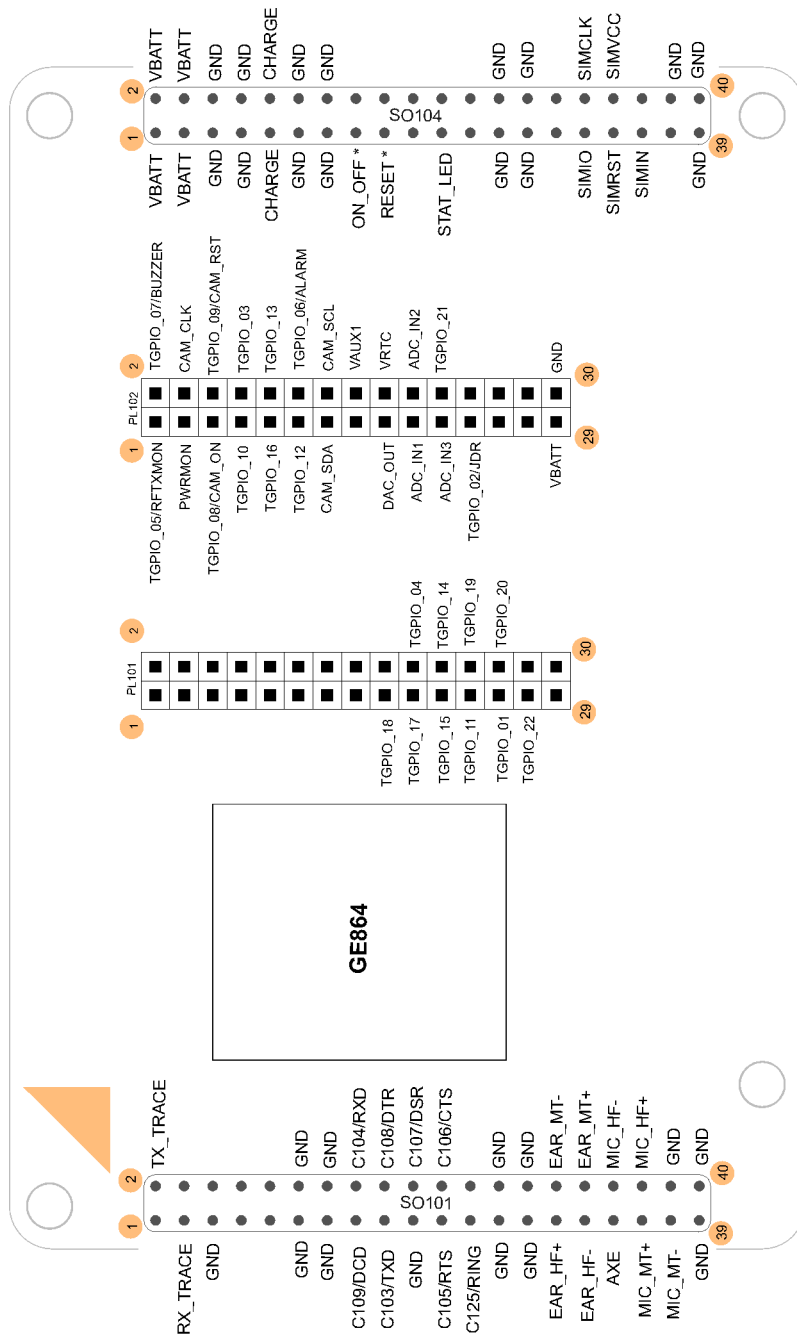 VBATT
VBATT
GND
GND
CHARGE
GND
GND
GND
GND
SIMCLK
SIMVCC
GND
GND
2
40
SO104
1
39
VBATT
VBATT
GND
GND
CHARGE
GND
GND
ON_OFF *
RESET *
STAT_LED
GND
GND
SIMIO
SIMRST
SIMIN
GND
TGPIO_07/BUZZER
CAM_CLK
TGPIO_09/CAM_RST
TGPIO_03
TGPIO_13
TGPIO_06/ALARM
CAM_SCL
VAUX1
VRTC
ADC_IN2
TGPIO_21
GND
2
30
PL102
1
29
TGPIO_05/RFTXMON
PWRMON
TGPIO_08/CAM_ON
TGPIO_10
TGPIO_16
TGPIO_12
CAM_SDA
DAC_OUT
ADC_IN1
ADC_IN3
TGPIO_02/JDR
VBATT
TGPIO_04
TGPIO_14
TGPIO_19
TGPIO_20
2
30
PL101
1
29
TGPIO_18
TGPIO_17
TGPIO_15
TGPIO_11
TGPIO_01
TGPIO_22
GE864
TX_TRACE
GND
GND
C104/RXD
C108/DTR
C107/DSR
C106/CTS
GND
GND
EAR_MT-
EAR_MT+
MIC_HF-
MIC_HF+
GND
GND
2
40
SO101
1
39
RX_TRACE
GND
GND
GND
C109/DCD
C103/TXD
GND
C105/RTS
C125/RING
GND
GND
EAR_HF+
EAR_HF-
AXE
MIC_MT+
MIC_MT-
GND